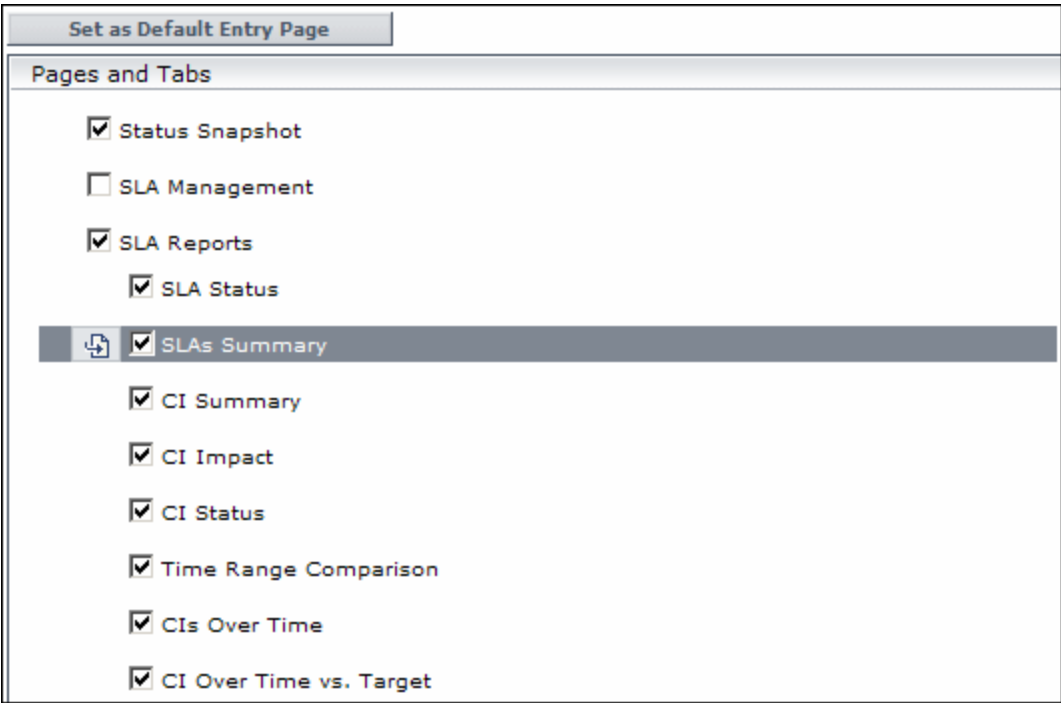 Set as Default Entry Page
Pages and Tabs
Status Snapshot
SLA Management
SLA Reports
SLA Status
SLAs Summary
CI Summary
CI Impact
CI Status
Time Range Comparison
CIs Over Time
CI Over Time vs. Target